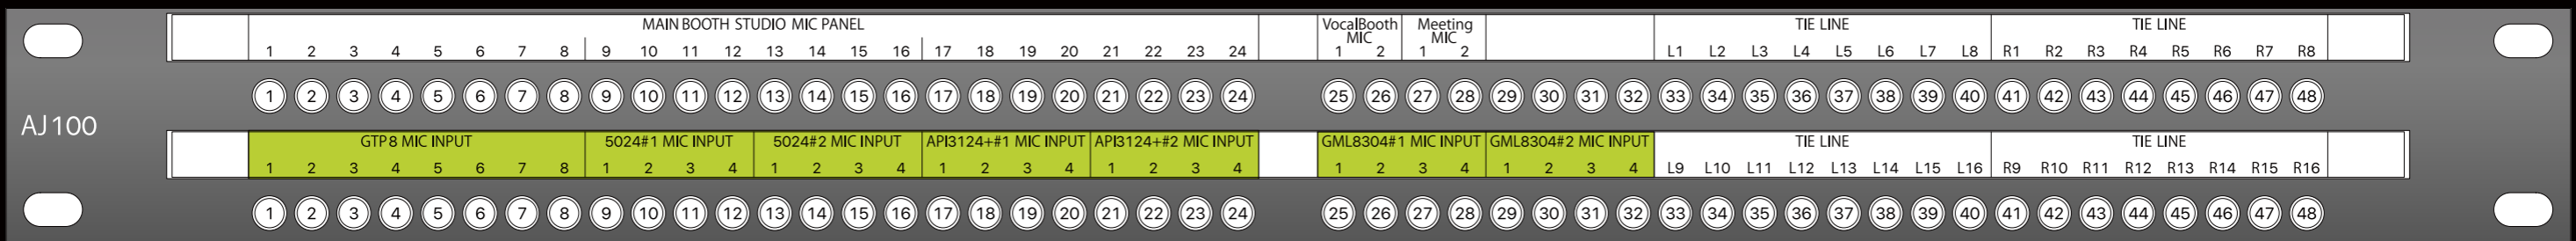 MAIN BOOTH STUDIO MIC PANEL VocalBooth MIC Meeting MIC TIE LINE TIE LINE
1 2 3 4 5 6 7 8 9 10 11 12 13 14 15 16 17 18 19 20 21 22 23 24 1 2 1 2 L1 L2 L3 L4 L5 L6 L7 L8 R1 R2 R3 R4 R5 R6 R7 R8
1 2 3 4 5 6 7 8 9 10 11 12 13 14 15 16 17 18 19 20 21 22 23 24 25 26 27 28 29 30 31 32 33 34 35 36 37 38 39 40 41 42 43 44 45 46 47 48
AJ100
GTP8 MIC INPUT 5024#1 MIC INPUT 5024#2 MIC INPUT API3124+#1 MIC INPUT API3124+#2 MIC INPUT GML8304#1 MIC INPUT GML8304#2 MIC INPUT TIE LINE TIE LINE
1 2 3 4 5 6 7 8 1 2 3 4 1 2 3 4 1 2 3 4 1 2 3 4 1 2 3 4 1 2 3 4 L9 L10 L11 L12 L13 L14 L15 L16 R9 R10 R11 R12 R13 R14 R15 R16
1 2 3 4 5 6 7 8 9 10 11 12 13 14 15 16 17 18 19 20 21 22 23 24 25 26 27 28 29 30 31 32 33 34 35 36 37 38 39 40 41 42 43 44 45 46 47 48